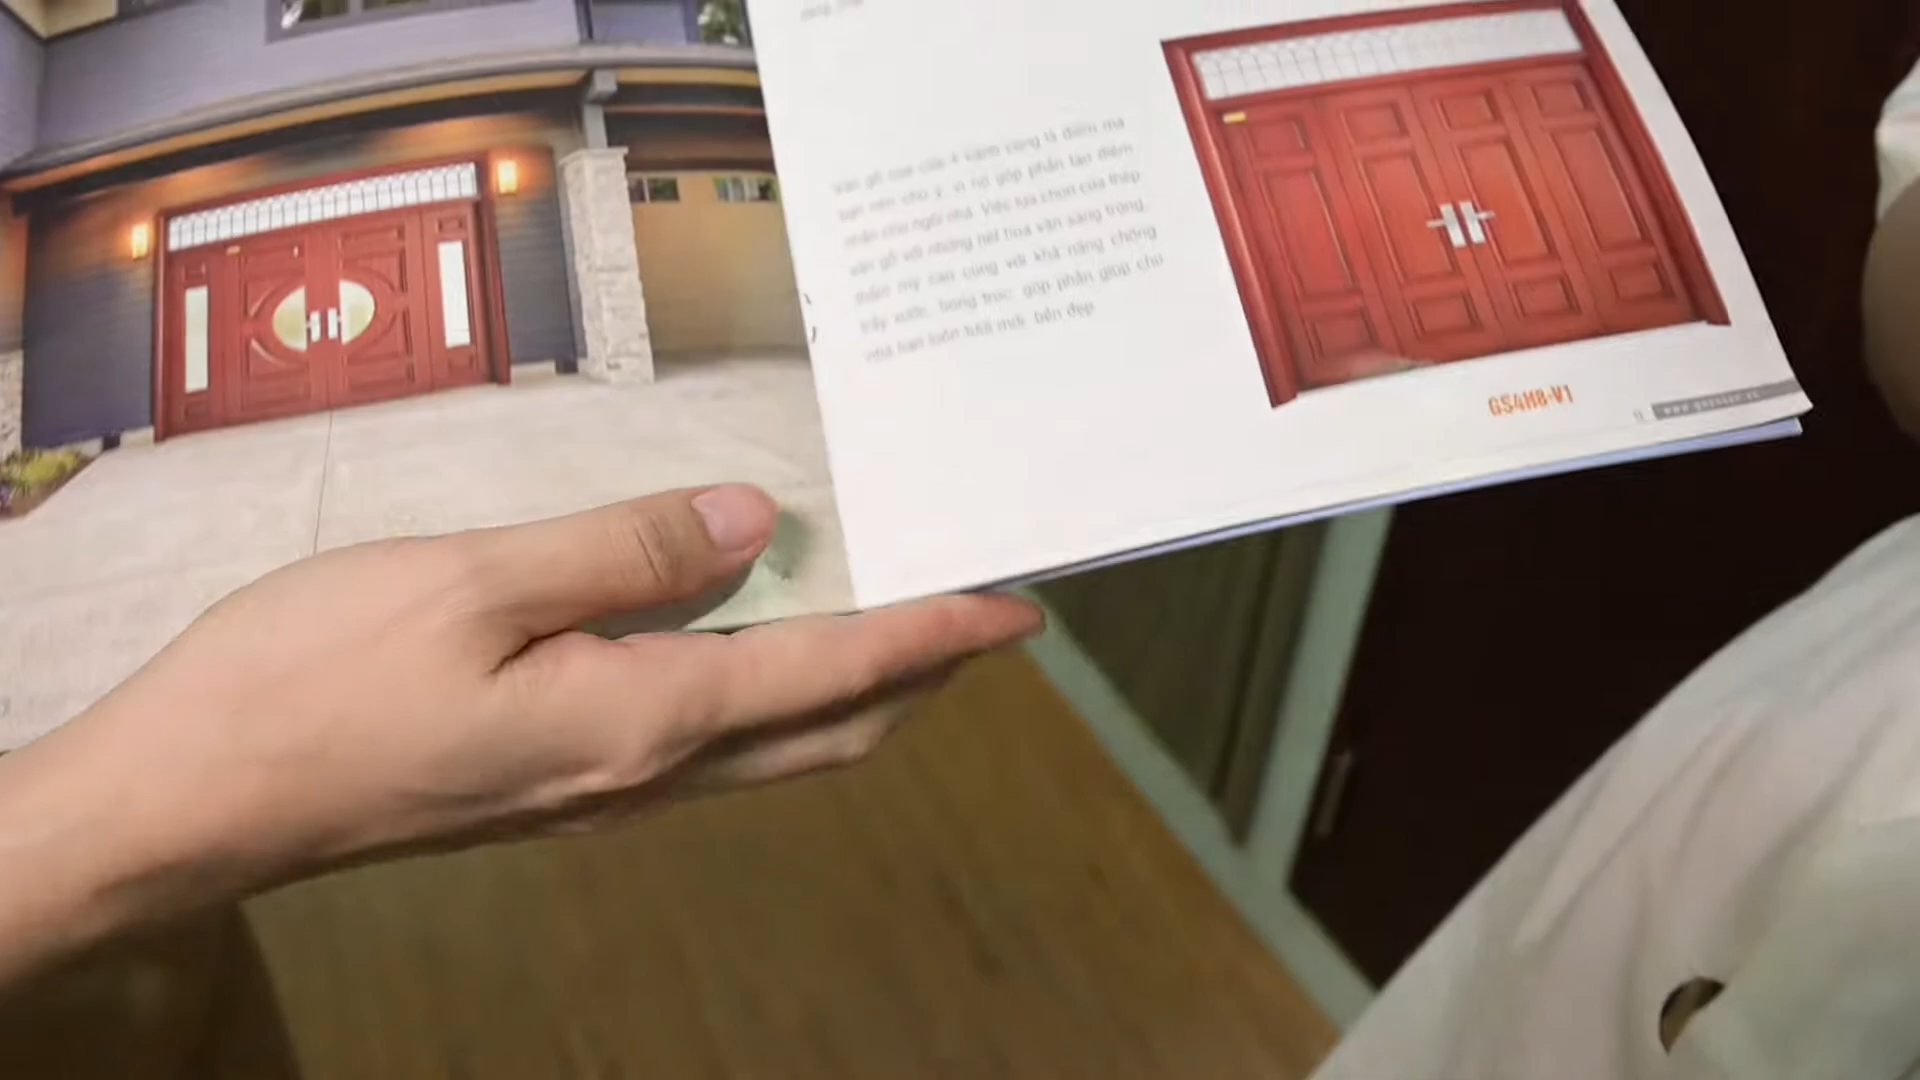 Vân gỗ của cửa 4 cánh cũng là điểm mà
bạn nên chú ý, vì nó góp phần tạo điểm
nhấn cho ngôi nhà. Việc lựa chọn cửa thép
vân gỗ với những nét hoa văn sang trọng,
thẩm mỹ cao cùng với khả năng chống
trầy xước, bong tróc, góp phần giúp cho
nhà bạn luôn tươi mới, bền đẹp
GS4H8-V1